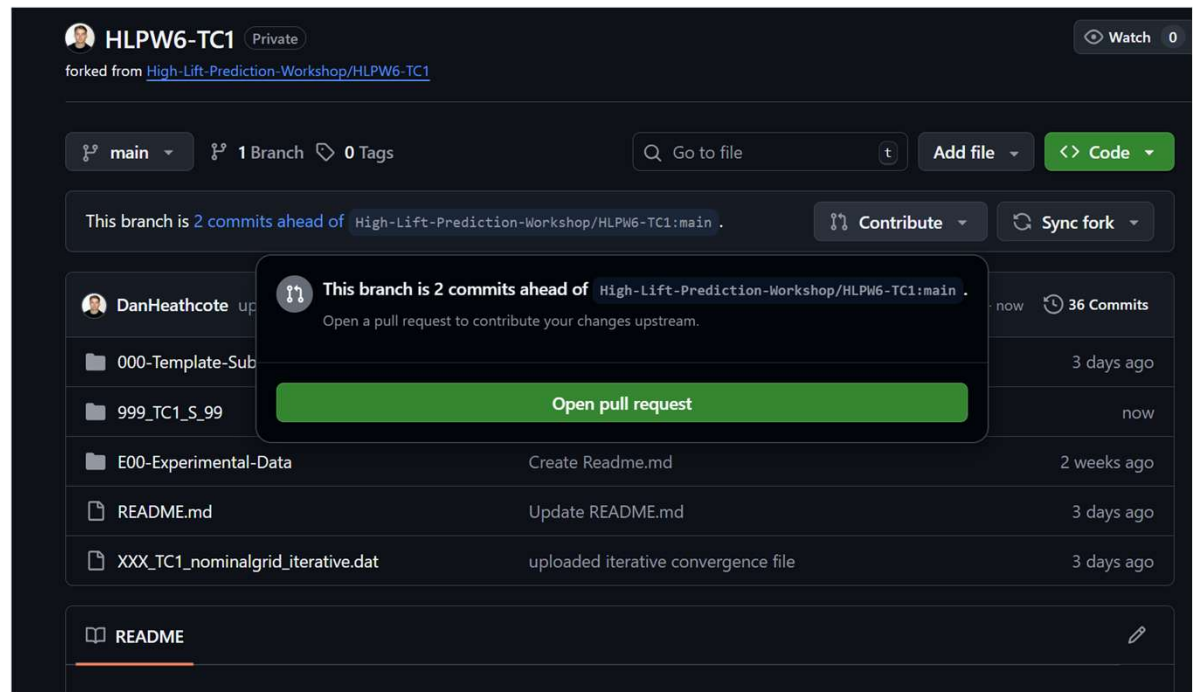 HLPW6-TC1 Private
Watch 0
forked from High-Lift-Prediction-Workshop/HLPW6-TC1
main 1 Branch 0 Tags Go to file t Add file Code
This branch is 2 commits ahead of High-Lift-Prediction-Workshop/HLPW6-TC1:main . Contribute Sync fork
This branch is 2 commits ahead of High-Lift-Prediction-Workshop/HLPW6-TC1:main .
Open a pull request to contribute your changes upstream.
Open pull request
DanHeathcote up now 36 Commits
000-Template-Sub 3 days ago
999_TC1_S_99 now
E00-Experimental-Data Create Readme.md 2 weeks ago
README.md Update README.md 3 days ago
XXX_TC1_nominalgrid_iterative.dat uploaded iterative convergence file 3 days ago
README